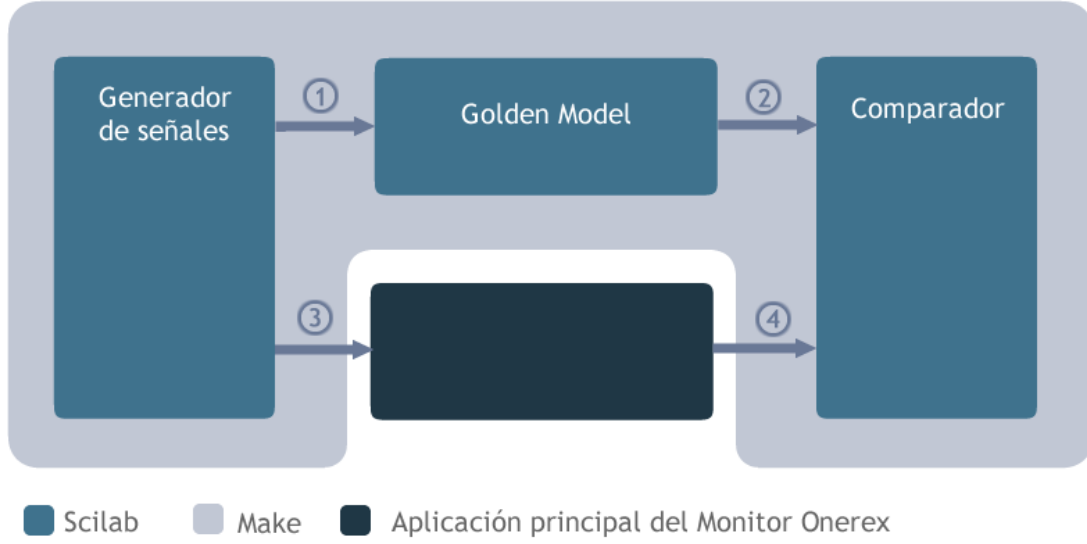 Generador
de señales
1
Golden Model
2
Comparador
3
4
Scilab
Make
Aplicación principal del Monitor Onerex